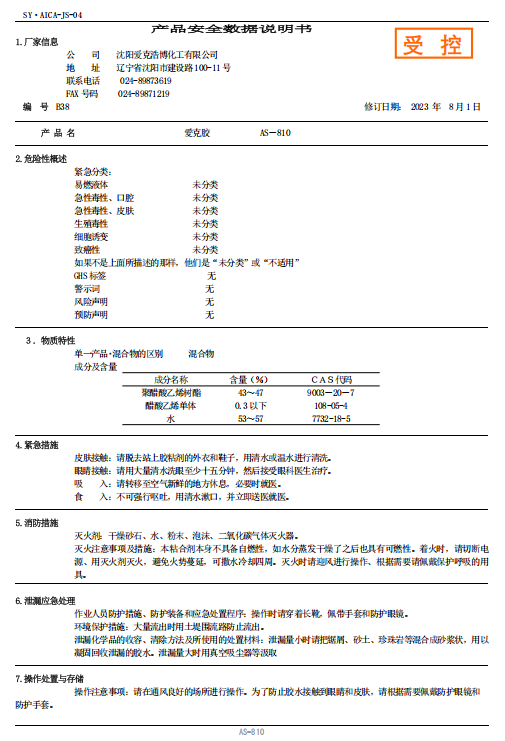 SY·AICA-JS-04
产品安全数据说明书
受 控
1.厂家信息
公 司 沈阳爱克浩博化工有限公司
地 址 辽宁省沈阳市建设路100-11号
联系电话 024-89873619
FAX 号码 024-89871219
编 号 B38 修订日期: 2023 年 8月1日
产 品 名 爱克胶 AS—810
2.危险性概述
紧急分类:
易燃液体 未分类
急性毒性、口腔 未分类
急性毒性、皮肤 未分类
生殖毒性 未分类
细胞诱变 未分类
致癌性 未分类
如果不是上面所描述的那样，他们是“未分类”或“不适用”
GHS标签 无
警示词 无
风险声明 无
预防声明 无
3．物质特性
单一产品·混合物的区别 混合物
成分及含量
成分名称 含量（%） CAS代码
聚醋酸乙烯树酯 43～47 9003—20—7
醋酸乙烯单体 0.3以下 108-05-4
水 53～57 7732-18-5
4.紧急措施
皮肤接触: 请脱去站上胶粘剂的外衣和鞋子，用清水或温水进行清洗。
眼睛接触: 请用大量清水洗眼至少十五分钟，然后接受眼科医生治疗。
吸 入: 请转移至空气新鲜的地方休息，必要时就医。
食 入: 不可强行呕吐，用清水漱口，并立即送医就医。
5.消防措施
灭火剂: 干燥砂石、水、粉末、泡沫、二氧化碳气体灭火器。
灭火注意事项及措施: 本粘合剂本身不具备自燃性，如水分蒸发干燥了之后也具有可燃性。着火时，请切断电
源、用灭火剂灭火，避免火势蔓延，可撒水冷却四周。灭火时请迎风进行操作、根据需要请佩戴保护呼吸的用
具。
6.泄漏应急处理
作业人员防护措施、防护装备和应急处置程序: 操作时请穿着长靴，佩带手套和防护眼镜。
环境保护措施: 大量流出时用土堤围流路防止流出。
泄漏化学品的收容、清除方法及所使用的处置材料: 泄漏量小时请把锯屑、砂土、珍珠岩等混合成砂浆状，用以
凝固回收泄漏的胶水。泄漏量大时用真空吸尘器等汲取
7.操作处置与存储
操作注意事项: 请在通风良好的场所进行操作。为了防止胶水接触到眼睛和皮肤，请根据需要佩戴防护眼镜和
防护手套。
AS-810